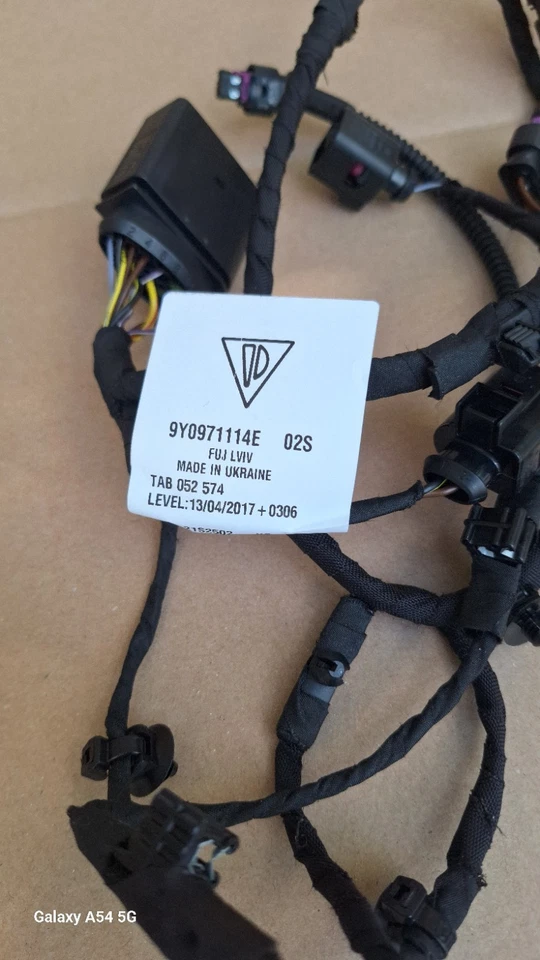 9Y0971114E 02S
FUJ LVIV
MADE IN UKRAINE
TAB 052 574
LEVEL:13/04/2017+0306
Galaxy A54 5G